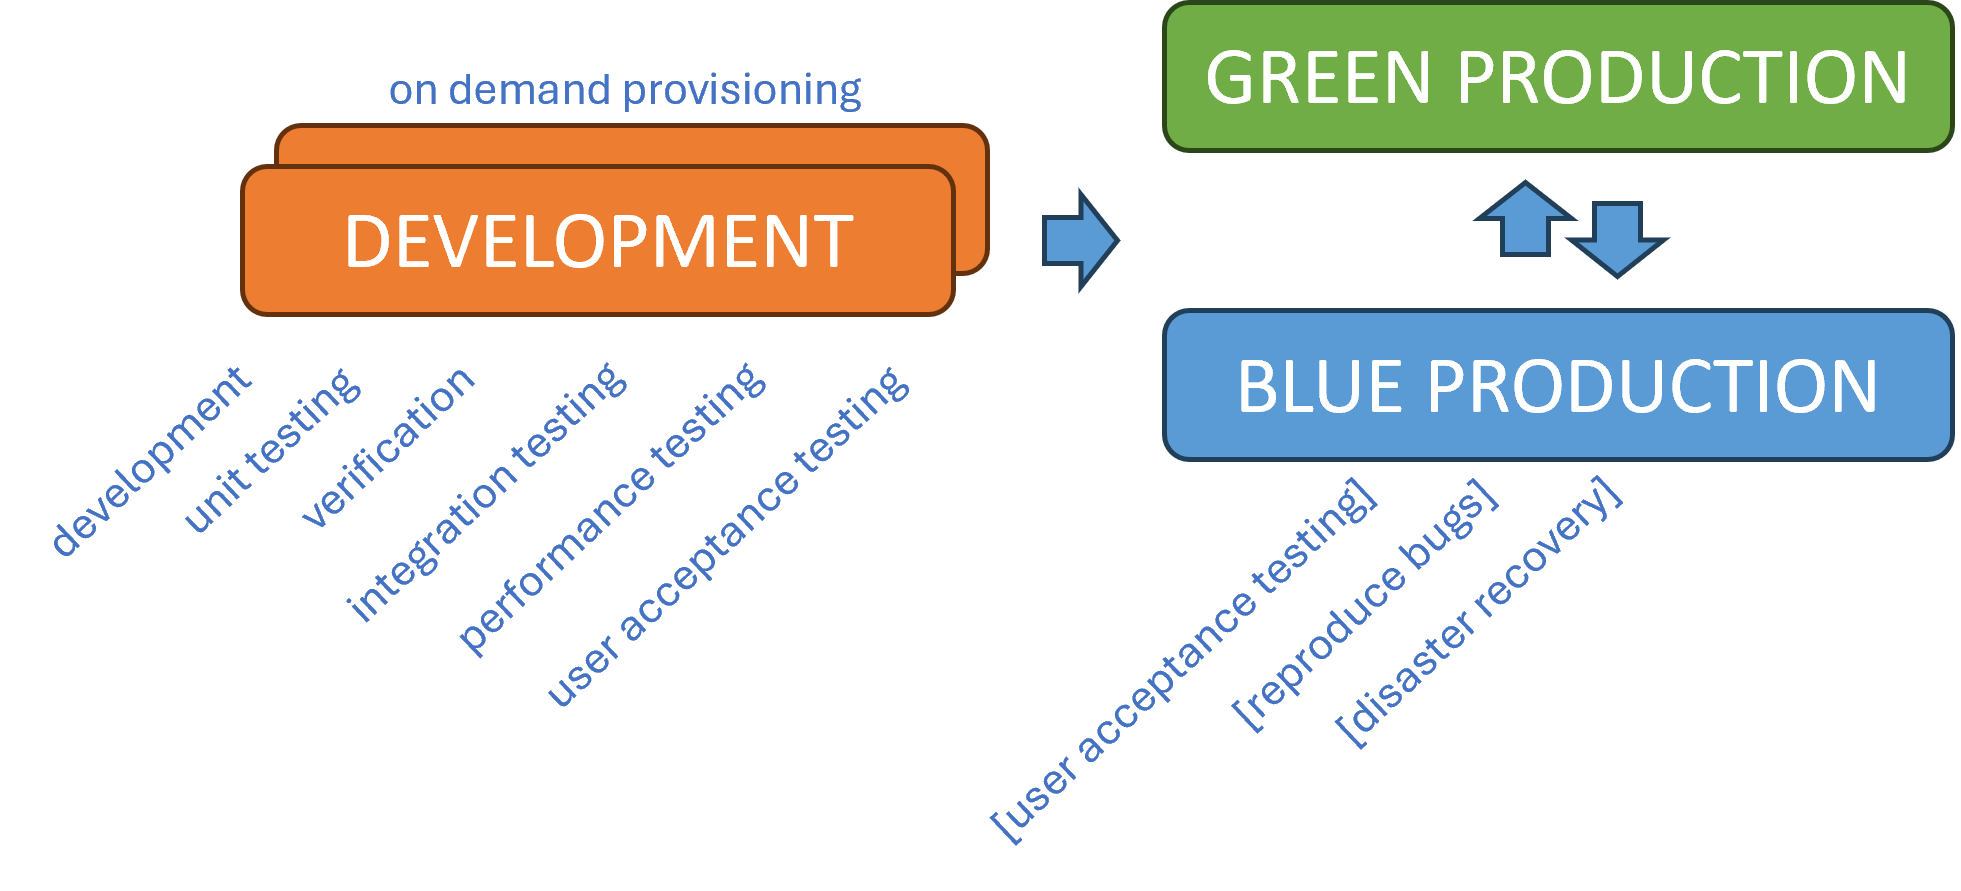 on demand provisioning
DEVELOPMENT
development
unit testing
verification
integration testing
performance testing
user acceptance testing
GREEN PRODUCTION
BLUE PRODUCTION
[user acceptance testing]
[reproduce bugs]
[disaster recovery]